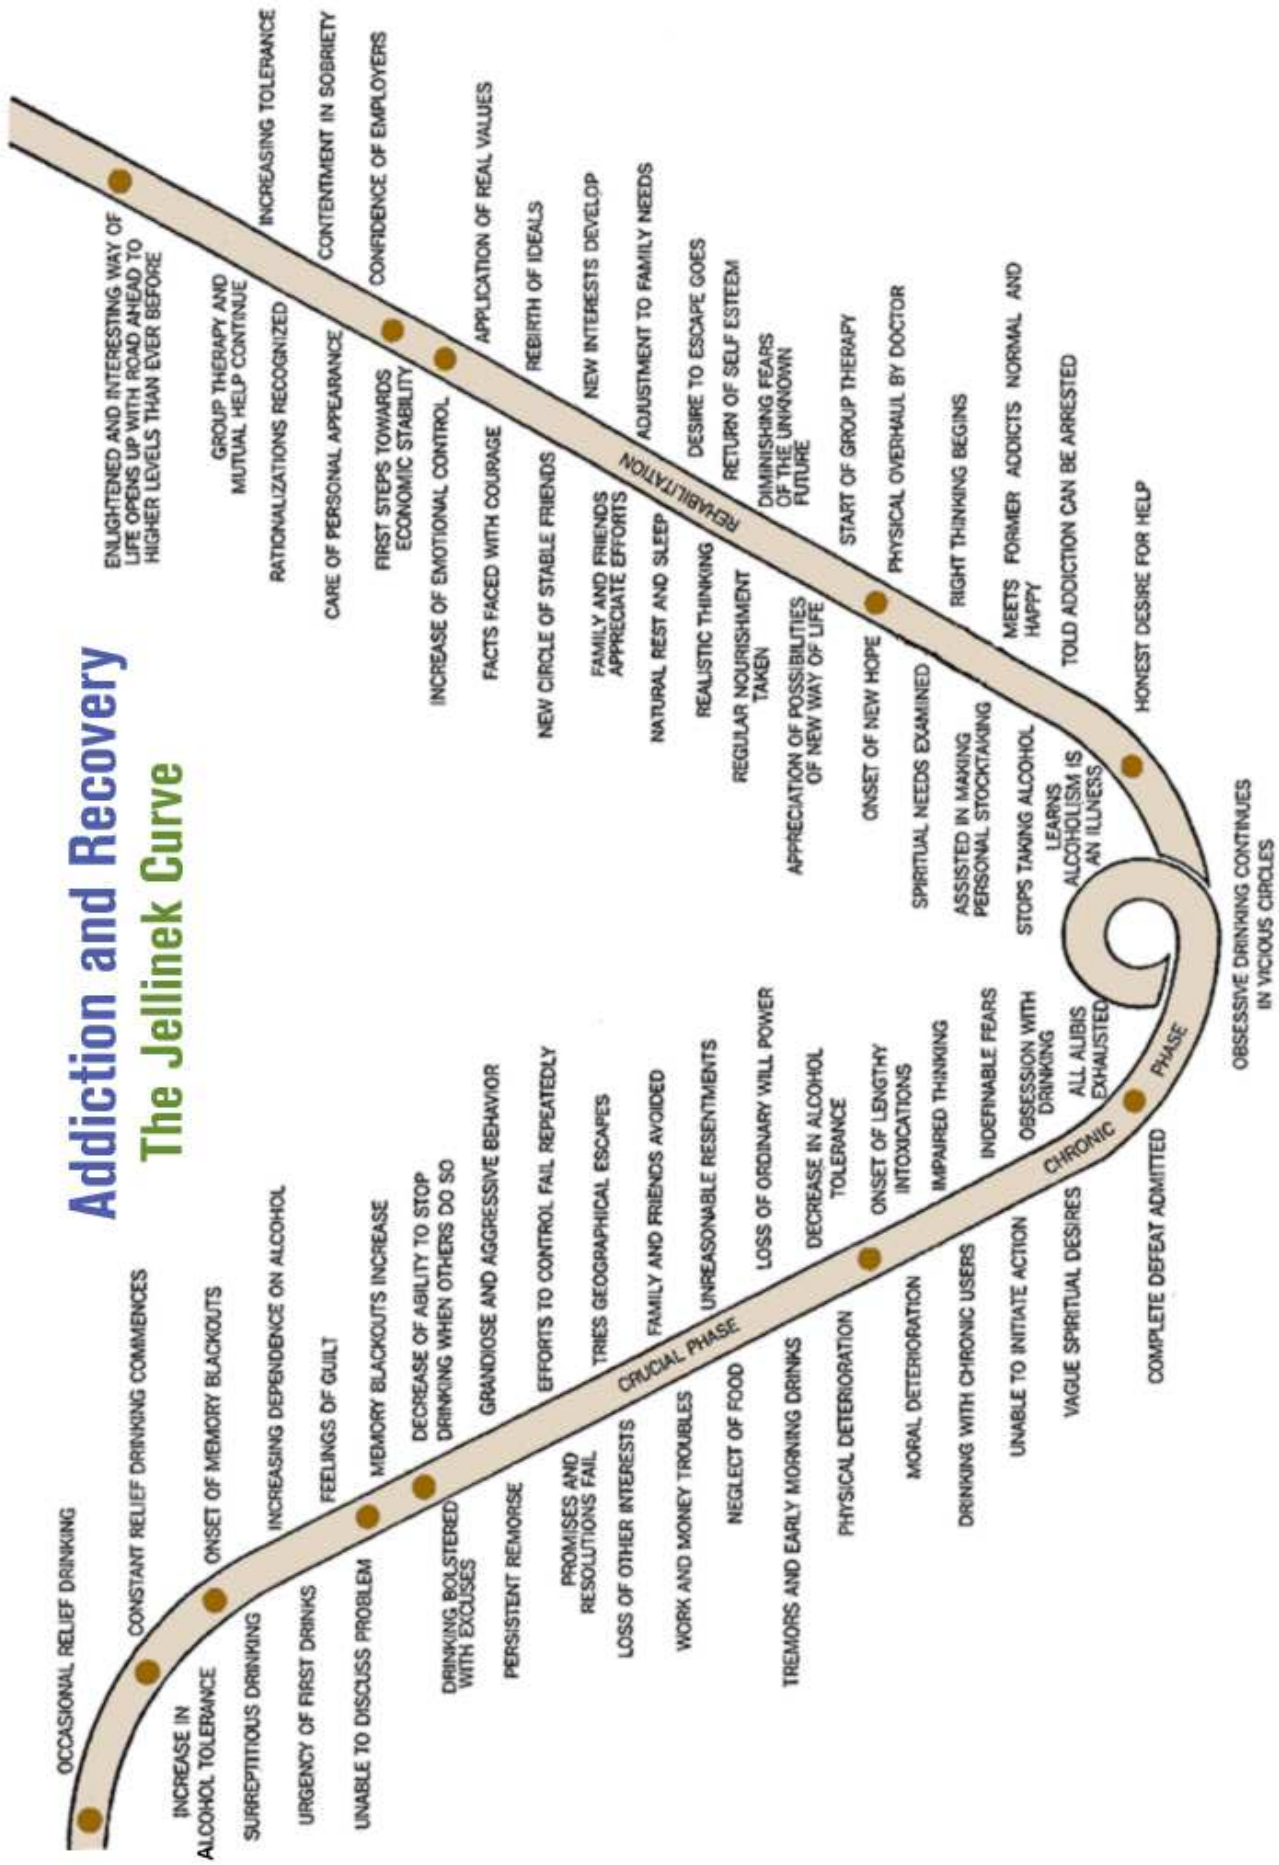 Addiction and Recovery
The Jellinek Curve
OCCASIONAL RELIEF DRINKING
CONSTANT RELIEF DRINKING COMMENCES
INCREASE IN
ALCOHOL TOLERANCE
ONSET OF MEMORY BLACKOUTS
SURREPTITIOUS DRINKING
INCREASING DEPENDENCE ON ALCOHOL
URGENCY OF FIRST DRINKS
FEELINGS OF GUILT
UNABLE TO DISCUSS PROBLEM
MEMORY BLACKOUTS INCREASE
DECREASE OF ABILITY TO STOP
DRINKING WHEN OTHERS DO SO
DRINKING BOLSTERED
WITH EXCUSES
GRANDIOSE AND AGGRESSIVE BEHAVIOR
PERSISTENT REMORSE
EFFORTS TO CONTROL FAIL REPEATEDLY
PROMISES AND
RESOLUTIONS FAIL
TRIES GEOGRAPHICAL ESCAPES
LOSS OF OTHER INTERESTS
FAMILY AND FRIENDS AVOIDED
CRUCIAL PHASE
WORK AND MONEY TROUBLES
UNREASONABLE RESENTMENTS
NEGLECT OF FOOD
LOSS OF ORDINARY WILL POWER
TREMORS AND EARLY MORNING DRINKS
DECREASE IN ALCOHOL
TOLERANCE
PHYSICAL DETERIORATION
ONSET OF LENGTHY
INTOXICATIONS
MORAL DETERIORATION
IMPAIRED THINKING
DRINKING WITH CHRONIC USERS
INDEFINABLE FEARS
UNABLE TO INITIATE ACTION
OBSESSION WITH
DRINKING
VAGUE SPIRITUAL DESIRES
ALL ALIBIS
EXHAUSTED
CHRONIC
PHASE
COMPLETE DEFEAT ADMITTED
OBSESSIVE DRINKING CONTINUES
IN VICIOUS CIRCLES
HONEST DESIRE FOR HELP
LEARNS
ALCOHOLISM IS
AN ILLNESS
TOLD ADDICTION CAN BE ARRESTED
STOPS TAKING ALCOHOL
MEETS FORMER ADDICTS NORMAL AND
HAPPY
ASSISTED IN MAKING
PERSONAL STOCKTAKING
RIGHT THINKING BEGINS
SPIRITUAL NEEDS EXAMINED
PHYSICAL OVERHAUL BY DOCTOR
ONSET OF NEW HOPE
START OF GROUP THERAPY
APPRECIATION OF POSSIBILITIES
OF NEW WAY OF LIFE
DIMINISHING FEARS
OF THE UNKNOWN
FUTURE
REGULAR NOURISHMENT
TAKEN
RETURN OF SELF ESTEEM
REALISTIC THINKING
DESIRE TO ESCAPE GOES
REHABILITATION
NATURAL REST AND SLEEP
ADJUSTMENT TO FAMILY NEEDS
FAMILY AND FRIENDS
APPRECIATE EFFORTS
NEW INTERESTS DEVELOP
NEW CIRCLE OF STABLE FRIENDS
REBIRTH OF IDEALS
FACTS FACED WITH COURAGE
APPLICATION OF REAL VALUES
INCREASE OF EMOTIONAL CONTROL
FIRST STEPS TOWARDS
ECONOMIC STABILITY
CONFIDENCE OF EMPLOYERS
CARE OF PERSONAL APPEARANCE
CONTENTMENT IN SOBRIETY
RATIONALIZATIONS RECOGNIZED
INCREASING TOLERANCE
GROUP THERAPY AND
MUTUAL HELP CONTINUE
ENLIGHTENED AND INTERESTING WAY OF
LIFE OPENS UP WITH ROAD AHEAD TO
HIGHER LEVELS THAN EVER BEFORE